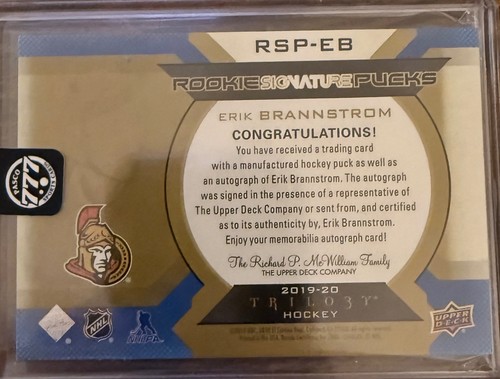 RSP-EB
ROOKIE SIGNATURE PUCKS
ERIK BRANNSTROM
CONGRATULATIONS!
You have received a trading card
with a manufactured hockey puck as well as
an autograph of Erik Brannstrom. The autograph
was signed in the presence of a representative of
The Upper Deck Company or sent from, and certified
as to its authenticity by, Erik Brannstrom.
Enjoy your memorabilia autograph card!
The Richard P. McWilliam Family
THE UPPER DECK COMPANY
2019-20
TRILO3Y
HOCKEY
PASCO
777
NHL
NHLPA
UPPER
DECK